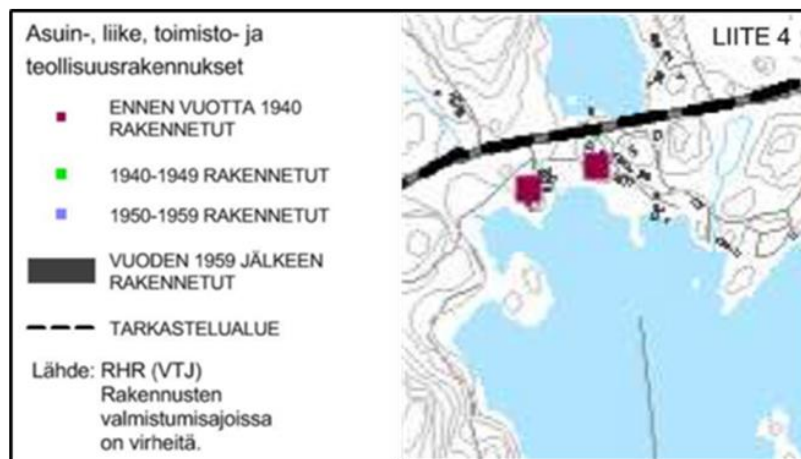 Asuin-, liike, toimisto- ja
teollisuusrakennukset
ENNEN VUOTTA 1940
RAKENNETUT
1940-1949 RAKENNETUT
1950-1959 RAKENNETUT
VUODEN 1959 JÄLKEEN
RAKENNETUT
TARKASTELUALUE
Lähde: RHR (VTJ)
Rakennusten
valmistumisajoissa
on virheitä.
LIITE 4